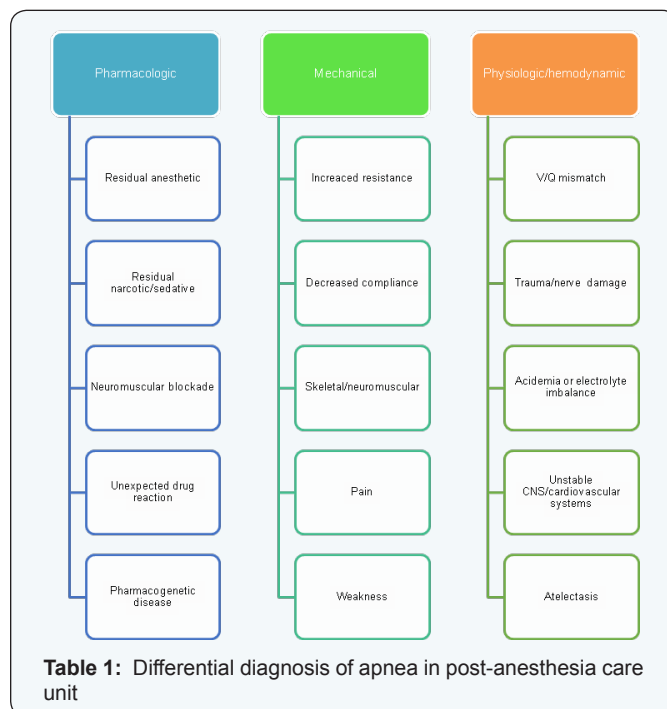 Pharmacologic
Residual anesthetic
Residual
narcotic/sedative
Neuromuscular blockade
Unexpected drug
reaction
Pharmacogenetic
disease
Mechanical
Increaced resistance
Decreased compliance
Skeletal/neuromuscular
Pain
Weakness
Physiologic/hemodynamic
V/Q mismatch
Trauma/nerve damage
Acidemia or electrolyte
imbalance
Unstable
CNS/cardiovascular
systems
Atelectasis
Table 1: Differential diagnosis of apnea in post-anesthesia care
unit